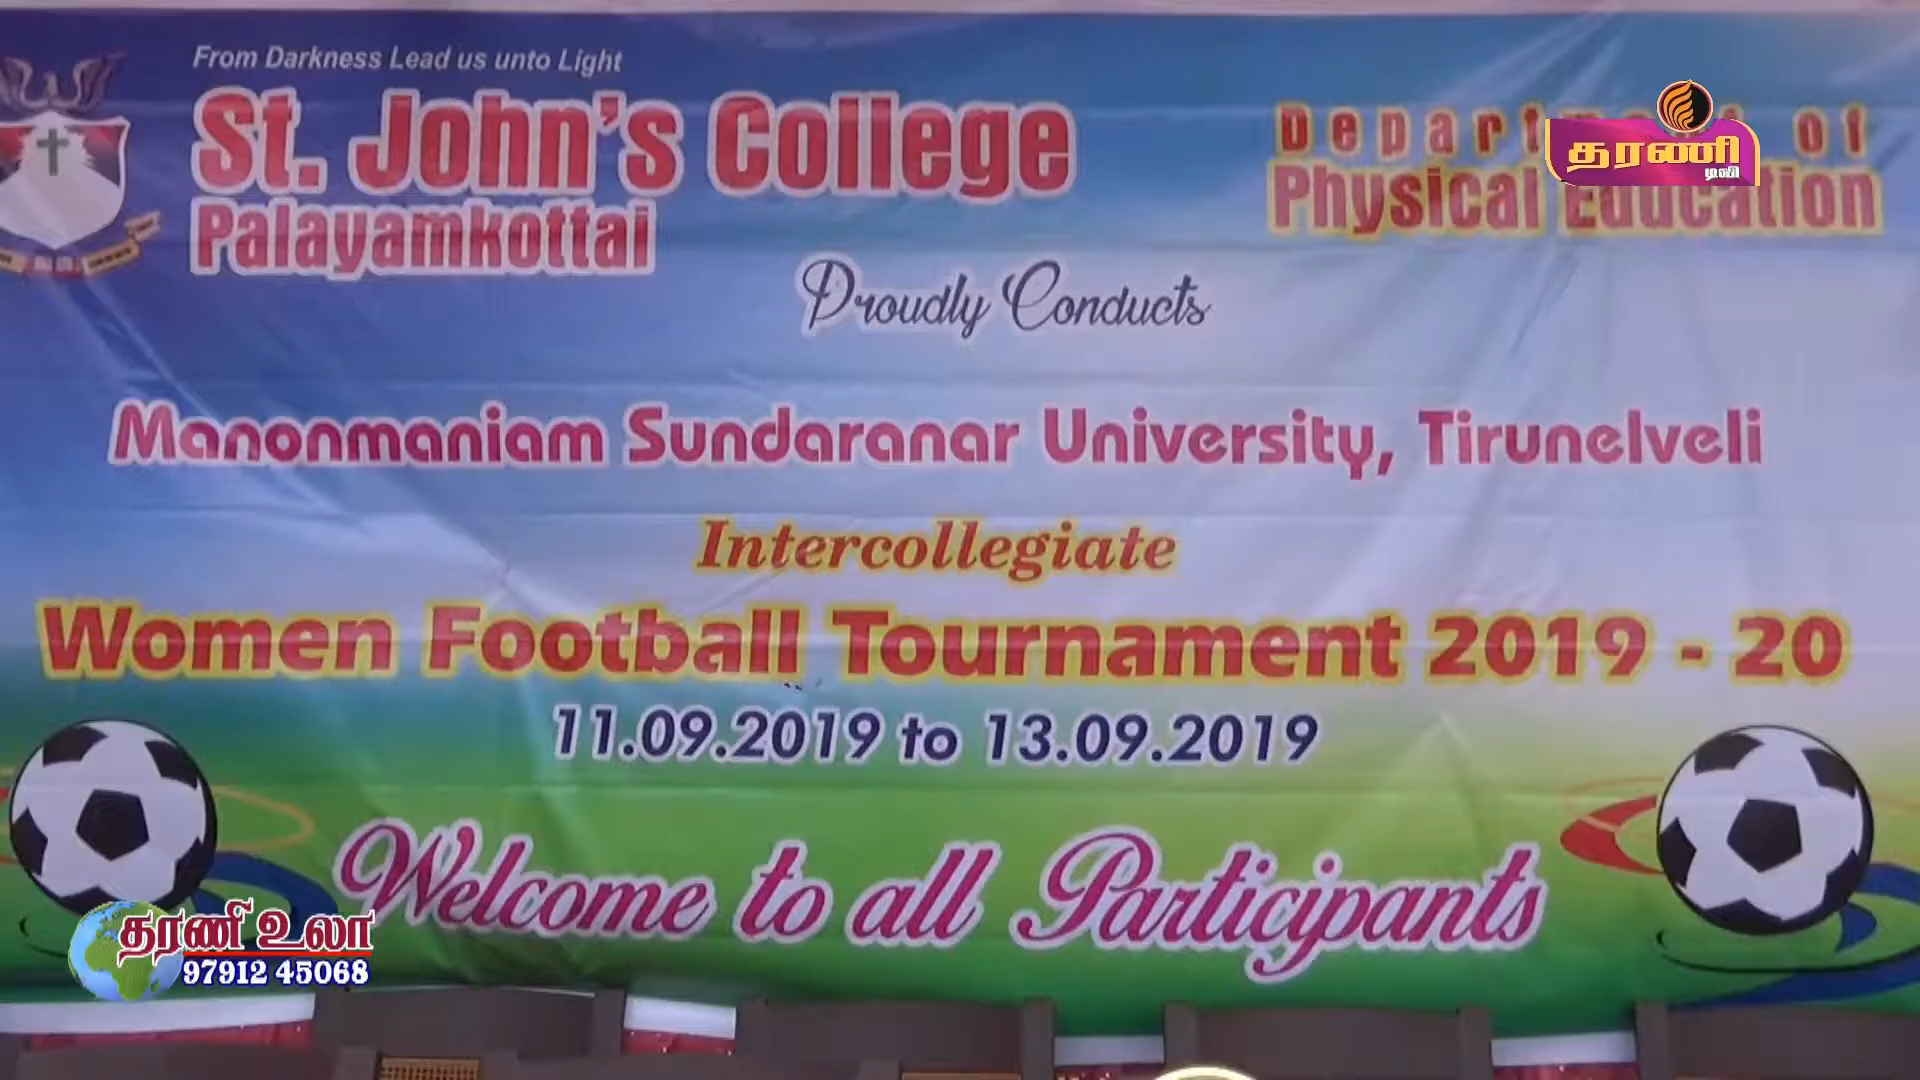 From Darkness Lead us unto Light
St. John's College
Palayamkottai
Department of
Physical Education
தரணி
டிவி
Proudly Conducts
Manonmaniam Sundaranar University, Tirunelveli
Intercollegiate
Women Football Tournament 2019 - 20
11.09.2019 to 13.09.2019
Welcome to all Participants
தரணி உலா
97912 45068